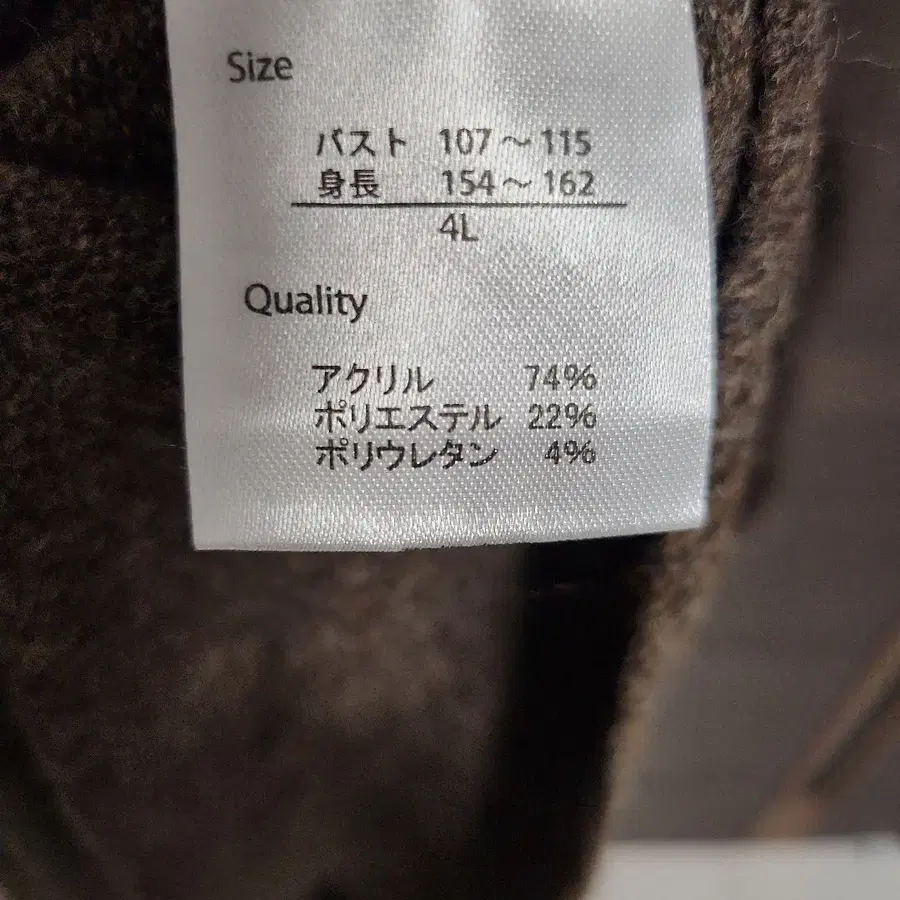 Size
バスト 107～115
身長 154～162
4L
Quality
アクリル 74%
ポリエステル 22%
ポリウレタン 4%